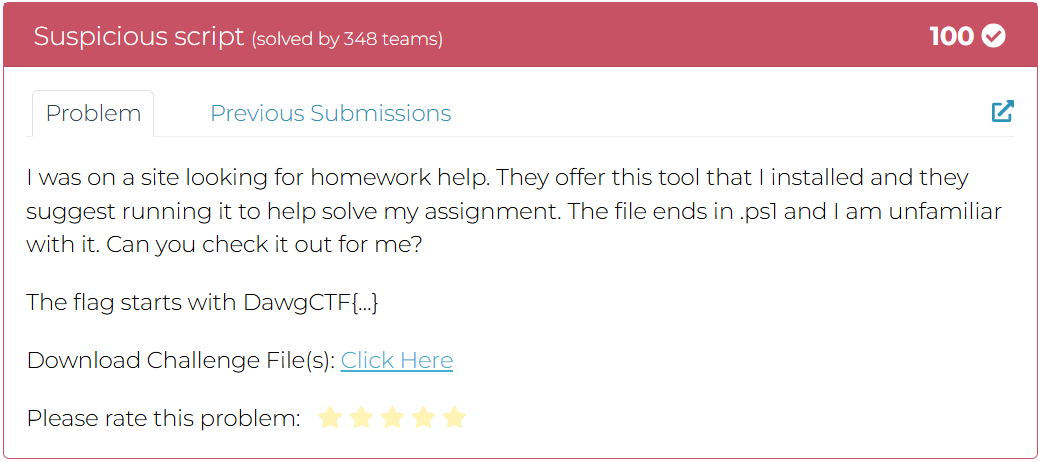 Suspicious script (solved by 348 teams) 100
Problem Previous Submissions
I was on a site looking for homework help. They offer this tool that I installed and they
suggest running it to help solve my assignment. The file ends in .ps1 and I am unfamiliar
with it. Can you check it out for me?
The flag starts with DawgCTF{...}
Download Challenge File(s): Click Here
Please rate this problem: